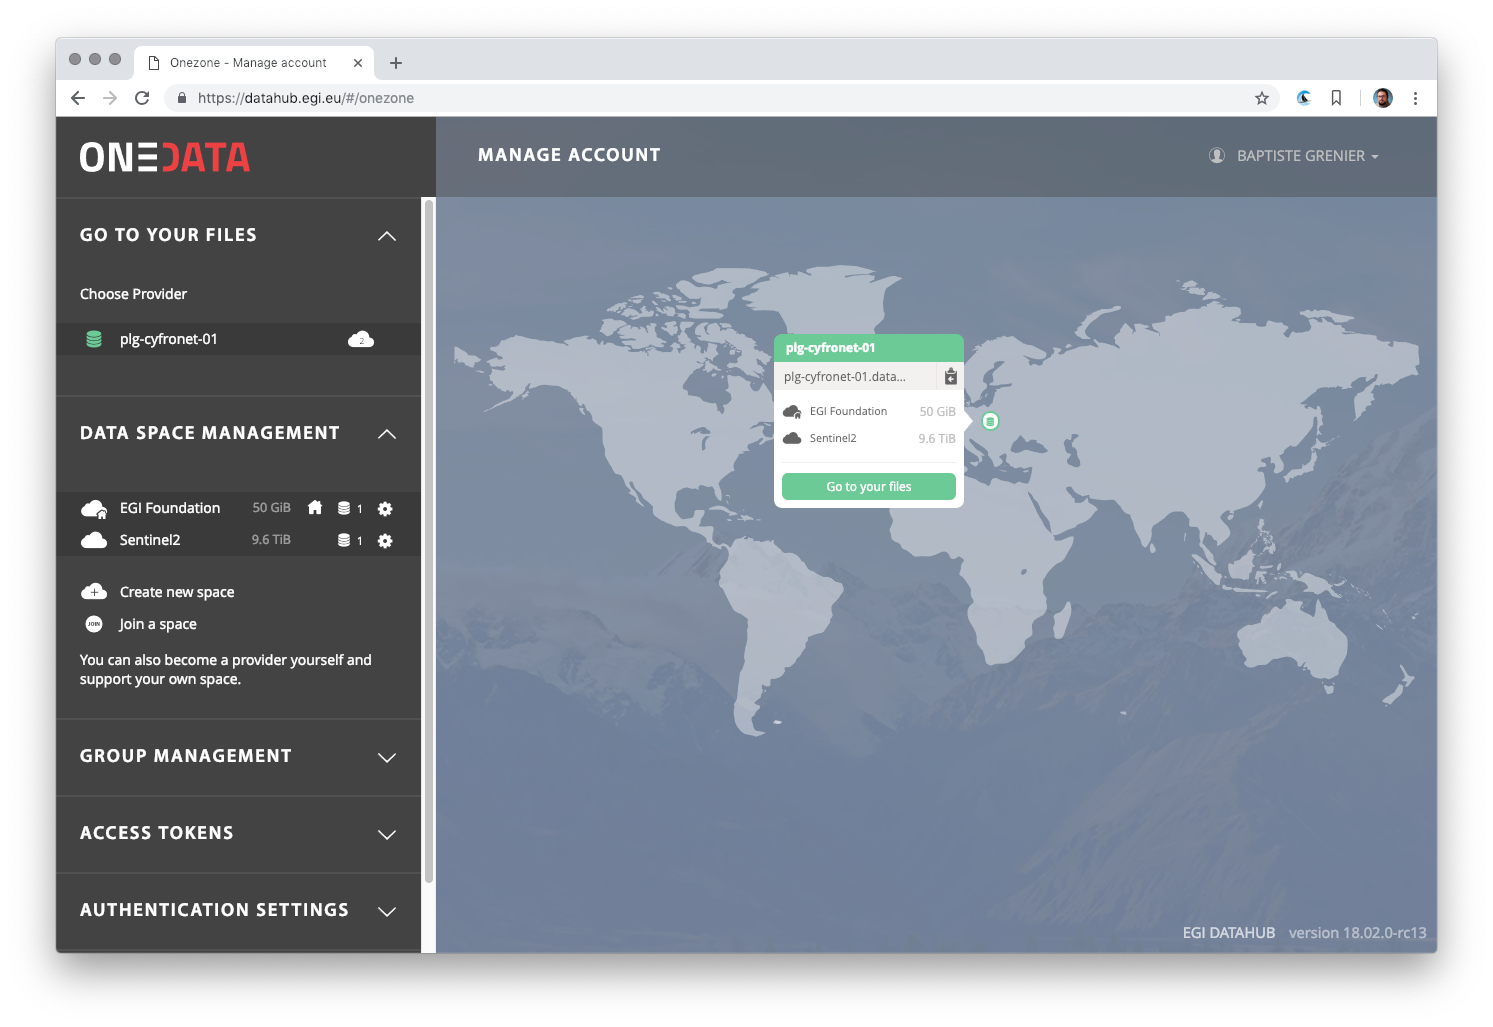 Onezone - Manage account
https://datahub.egi.eu/#/onezone
ONEDATA
MANAGE ACCOUNT
BAPTISTE GRENIER
GO TO YOUR FILES
Choose Provider
plg-cyfronet-01
2
DATA SPACE MANAGEMENT
EGI Foundation 50 GiB 1
Sentinel2 9.6 TiB 1
Create new space
JOIN Join a space
You can also become a provider yourself and
support your own space.
GROUP MANAGEMENT
ACCESS TOKENS
AUTHENTICATION SETTINGS
plg-cyfronet-01
plg-cyfronet-01.data...
EGI Foundation 50 GiB
Sentinel2 9.6 TiB
Go to your files
EGI DATAHUB version 18.02.0-rc13